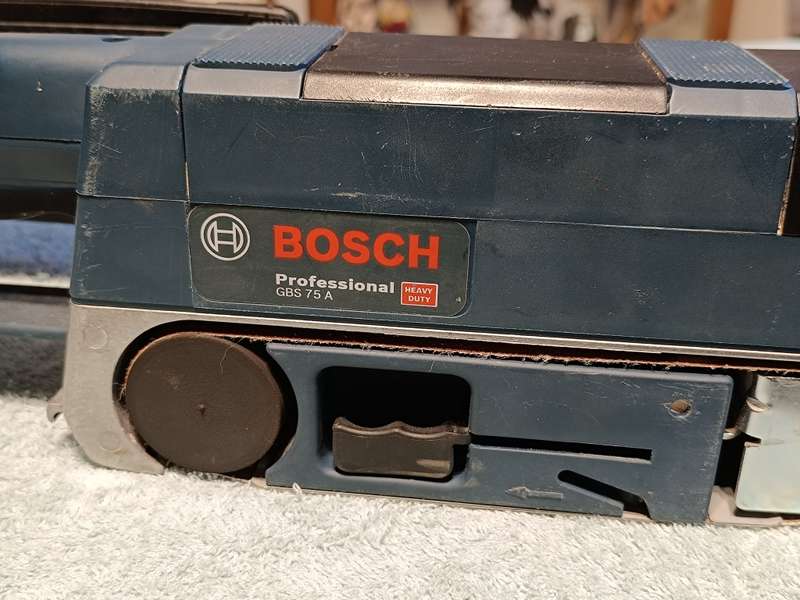 BOSCH
Professional
GBS 75 A
HEAVY
DUTY